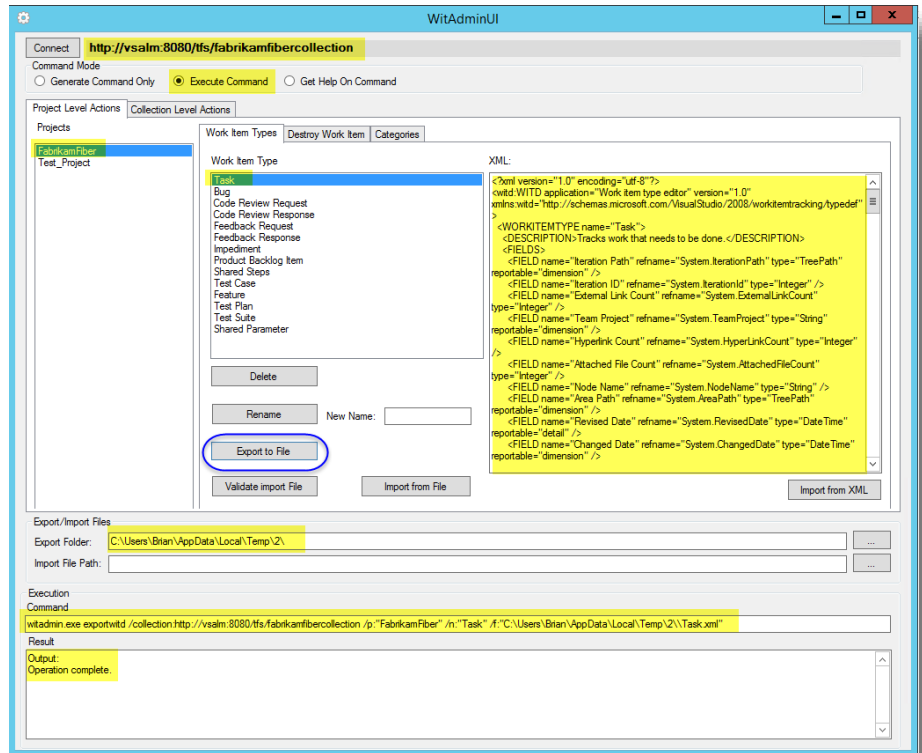 WitAdminUI
Connect http://vsalm:8080/tfs/fabrikamfibercollection
Command Mode
Generate Command Only Execute Command Get Help On Command
Project Level Actions Collection Level Actions
Projects
FabrikamFiber
Test_Project
Work Item Types Destroy Work Item Categories
Work Item Type
Task
Bug
Code Review Request
Code Review Response
Feedback Request
Feedback Response
Impediment
Product Backlog Item
Shared Steps
Test Case
Feature
Test Plan
Test Suite
Shared Parameter
Delete
Rename New Name:
Export to File
Validate import File Import from File
XML:
<?xml version="1.0" encoding="utf-8"?>
<witd:WITD application="Work item type editor" version="1.0"
xmlns:witd="http://schemas.microsoft.com/VisualStudio/2008/workitemtracking/typedef"
>
<WORKITEMTYPE name="Task">
<DESCRIPTION>Tracks work that needs to be done.</DESCRIPTION>
<FIELDS>
<FIELD name="Iteration Path" refname="System.IterationPath" type="TreePath"
reportable="dimension" />
<FIELD name="Iteration ID" refname="System.IterationId" type="Integer" />
<FIELD name="External Link Count" refname="System.ExternalLinkCount"
type="Integer" />
<FIELD name="Team Project" refname="System.TeamProject" type="String"
reportable="dimension" />
<FIELD name="Hyperlink Count" refname="System.HyperLinkCount" type="Integer"
/>
<FIELD name="Attached File Count" refname="System.AttachedFileCount"
type="Integer" />
<FIELD name="Node Name" refname="System.NodeName" type="String" />
<FIELD name="Area Path" refname="System.AreaPath" type="TreePath"
reportable="dimension" />
<FIELD name="Revised Date" refname="System.RevisedDate" type="DateTime"
reportable="detail" />
<FIELD name="Changed Date" refname="System.ChangedDate" type="DateTime"
reportable="dimension" />
Import from XML
Export/Import Files
Export Folder: C:\Users\Brian\AppData\Local\Temp\2\ ...
Import File Path: ...
Execution
Command
witadmin.exe exportwitd /collection:http://vsalm:8080/tfs/fabrikamfibercollection /p:"FabrikamFiber" /n:"Task" /f:"C:\Users\Brian\AppData\Local\Temp\2\\Task.xml"
Result
Output:
Operation complete.